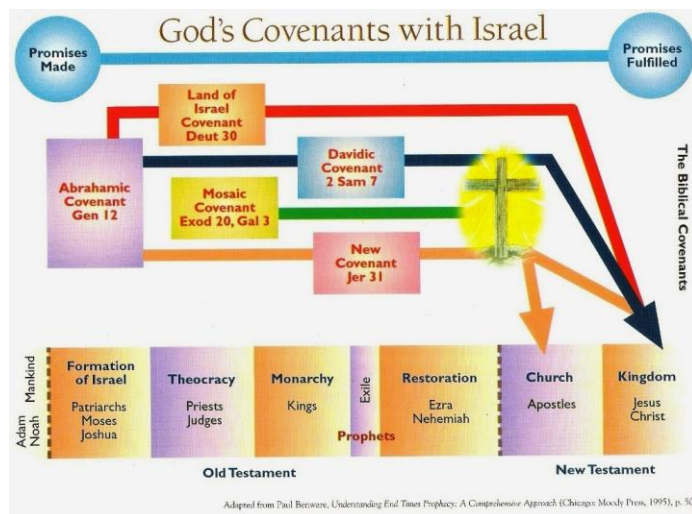 God's Covenants with Israel
Promises
Made
Promises
Fulfilled
Land of
Israel
Covenant
Deut 30
Abrahamic
Covenant
Gen 12
Davidic
Covenant
2 Sam 7
Mosaic
Covenant
Exod 20, Gal 3
New
Covenant
Jer 31
The Biblical Covenants
Adam
Noah
Mankind
Formation
of Israel
Patriarchs
Moses
Joshua
Theocracy
Priests
Judges
Monarchy
Kings
Exile
Restoration
Ezra
Nehemiah
Prophets
Church
Apostles
Kingdom
Jesus
Christ
Old Testament
New Testament
Adapted from Paul Benware, Understanding End Times Prophecy: A Comprehensive Approach (Chicago: Moody Press, 1995), p. 50